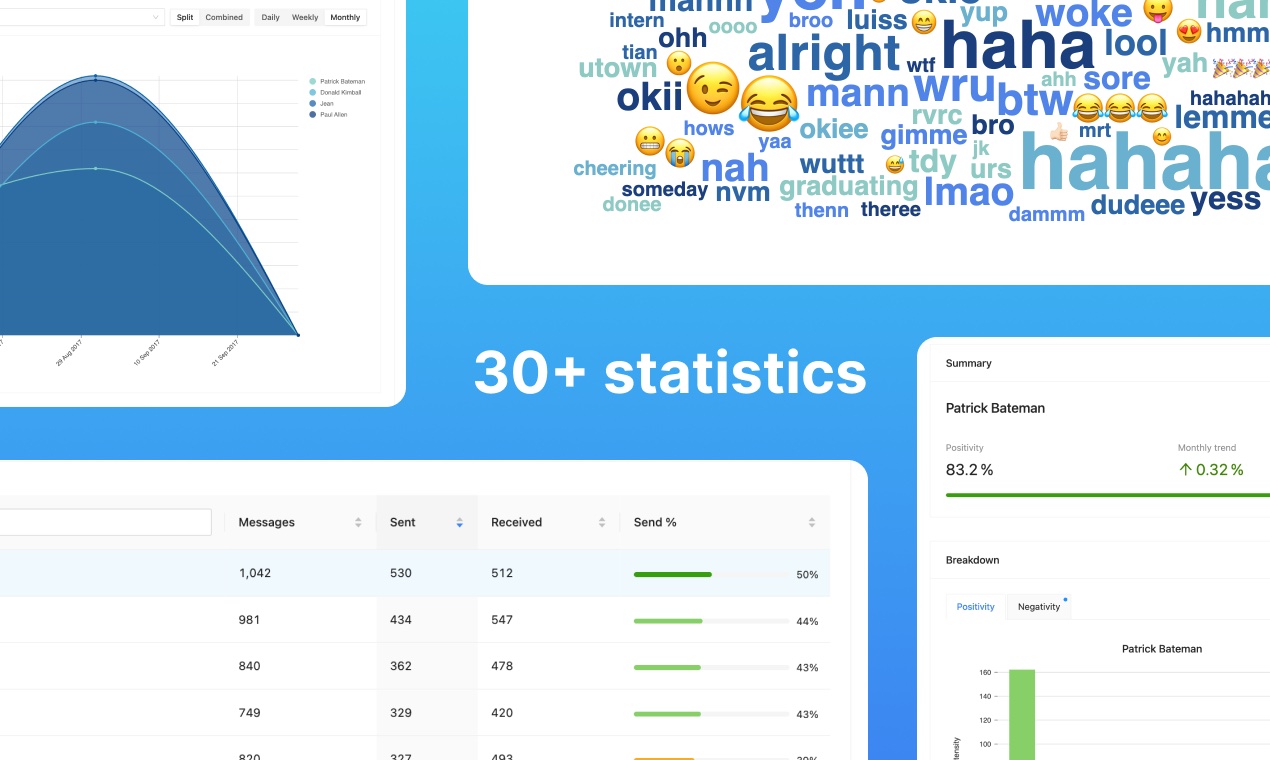 Split Combined Daily Weekly Monthly
Patrick Bateman
Donald Kimball
Jean
Paul Allen
29 Aug 2017
10 Sep 2017
21 Sep 2017
intern
oooo
broo
luiss
yup
woke
ohh
haha
hmm
tian
alright
wtf
lool
utown
yah
okii
mann
wru
ahh
sore
btw
hahahah
hows
yaa
okiee
rvrc
gimme
bro
mrt
lemme
cheering
nah
wuttt
tdy
jk
urs
hahaha
someday
nvm
graduating
lmao
donee
thenn
theree
dammm
dudeee
yess
30+ statistics
Messages Sent Received Send %
1,042 530 512 50%
981 434 547 44%
840 362 478 43%
749 329 420 43%
820 327 493
Summary
Patrick Bateman
Positivity Monthly trend
83.2 % 0.32 %
Breakdown
Positivity Negativity
Patrick Bateman
160
140
120
100